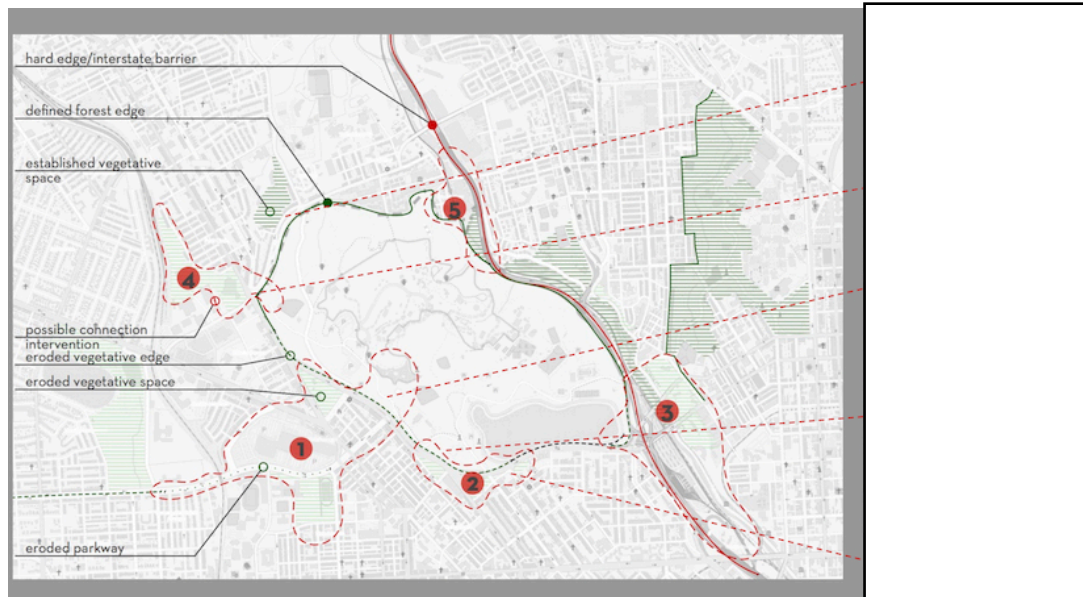 hard edge/interstate barrier
defined forest edge
established vegetative
space
5
4
possible connection
intervention
eroded vegetative edge
eroded vegetative space
3
1
2
eroded parkway